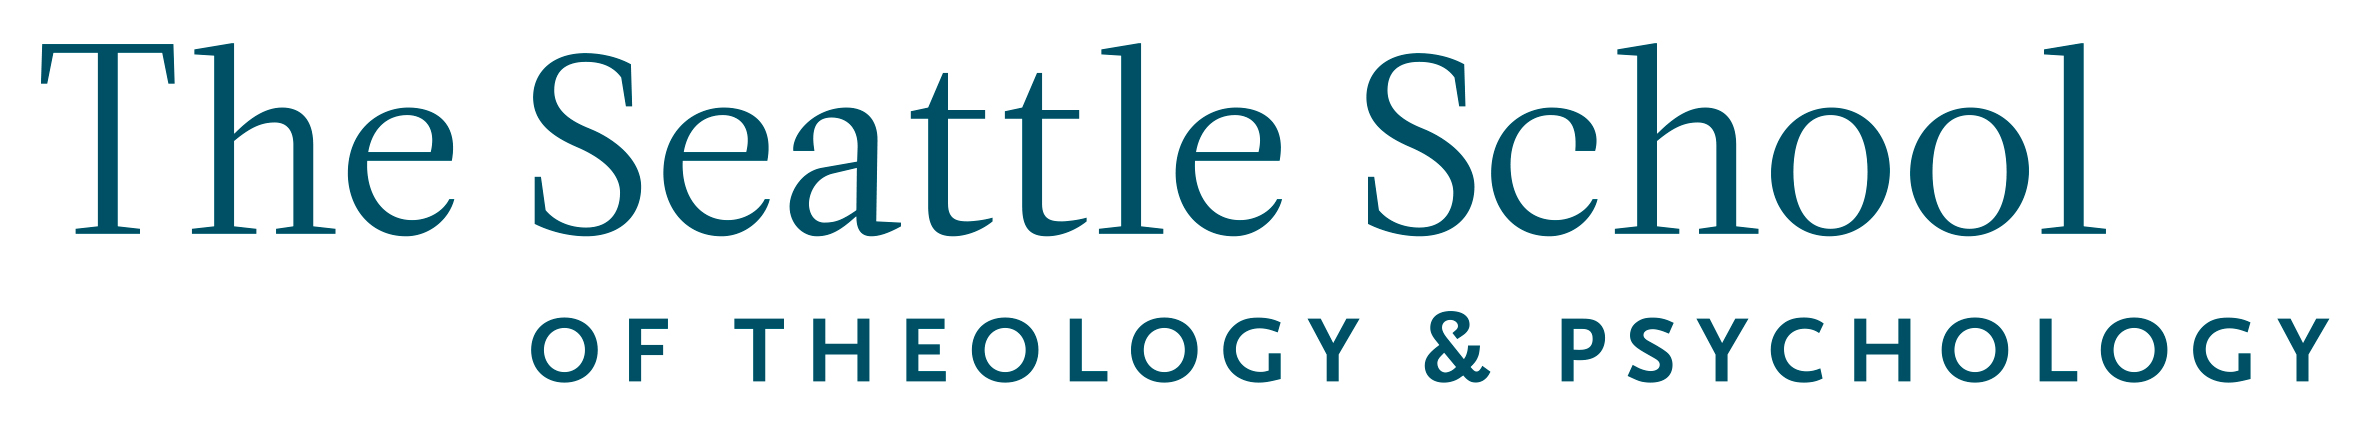 The Seattle School
OF THEOLOGY & PSYCHOLOGY